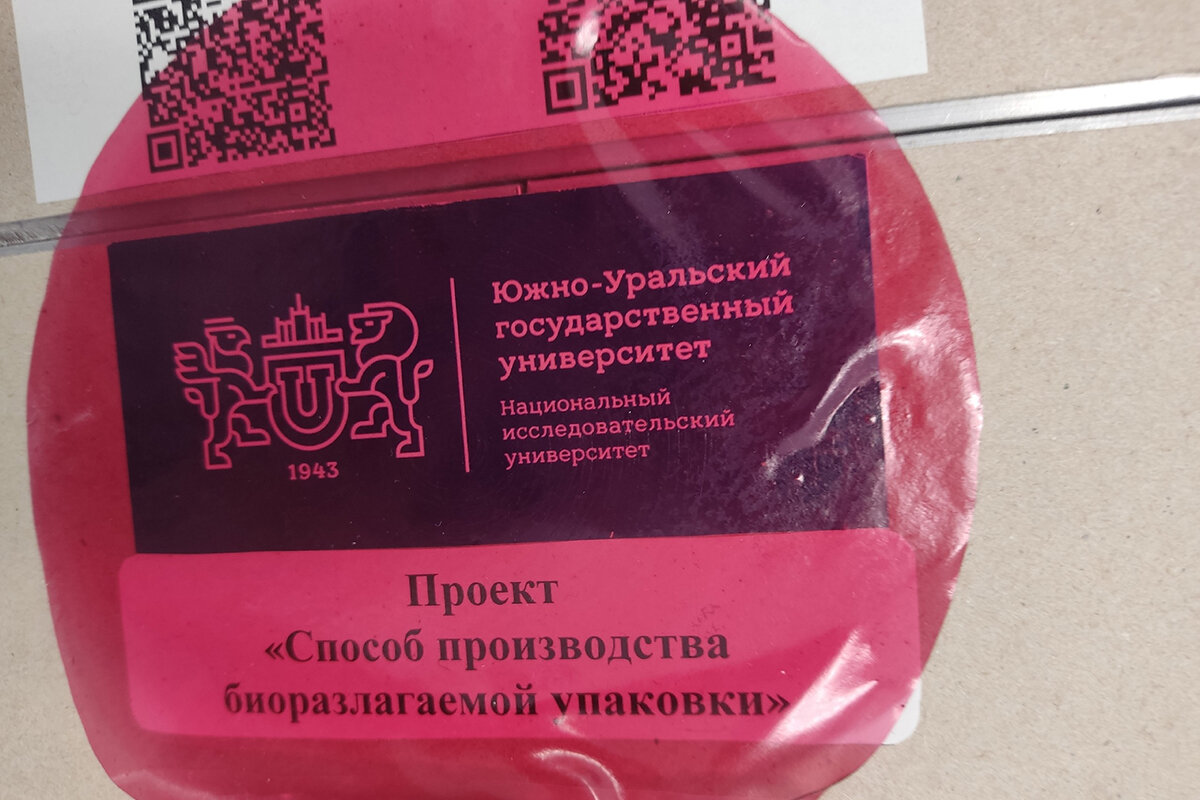 Южно-Уральский
государственный
университет
Национальный
исследовательский
университет
1943
Проект
«Способ производства
биоразлагаемой упаковки»